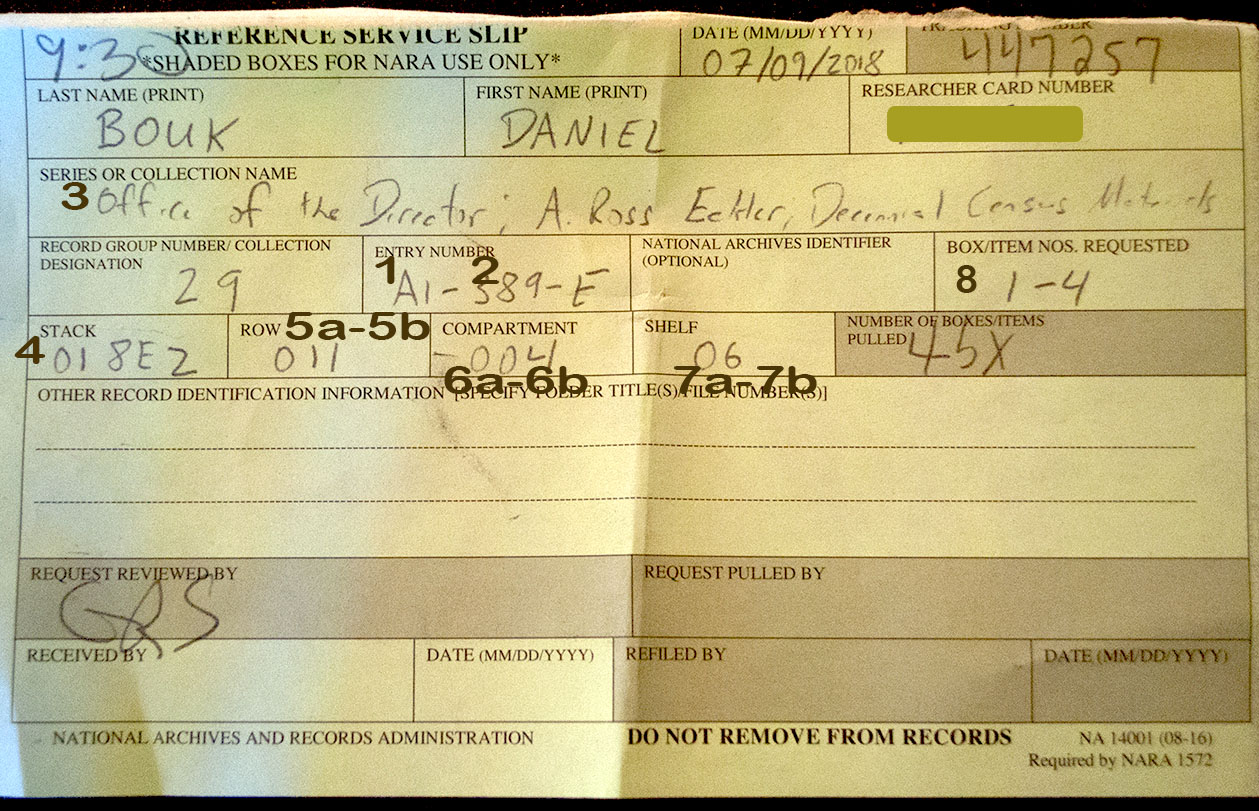 9:30 REFERENCE SERVICE SLIP
*SHADED BOXES FOR NARA USE ONLY*
DATE (MM/DD/YYYY)
07/09/2018
NUMBER
447257
LAST NAME (PRINT)
BOUK
FIRST NAME (PRINT)
DANIEL
RESEARCHER CARD NUMBER
SERIES OR COLLECTION NAME
3 Office of the Director; A. Ross Eckler, Decennial Census Materials
RECORD GROUP NUMBER/ COLLECTION
DESIGNATION
29
ENTRY NUMBER
1 2
A1-389-E
NATIONAL ARCHIVES IDENTIFIER
(OPTIONAL)
BOX/ITEM NOS. REQUESTED
8 1-4
STACK
4 018E2
ROW 5a-5b
011
COMPARTMENT
004
6a-6b
SHELF
06
7a-7b
NUMBER OF BOXES/ITEMS
PULLED
OTHER RECORD IDENTIFICATION INFORMATION [SPECIFY FOLDER TITLE(S)/FILE NUMBER(S)]
REQUEST REVIEWED BY
REQUEST PULLED BY
RECEIVED BY
DATE (MM/DD/YYYY)
REFILED BY
DATE (MM/DD/YYYY)
NATIONAL ARCHIVES AND RECORDS ADMINISTRATION
DO NOT REMOVE FROM RECORDS
NA 14001 (08-16)
Required by NARA 1572